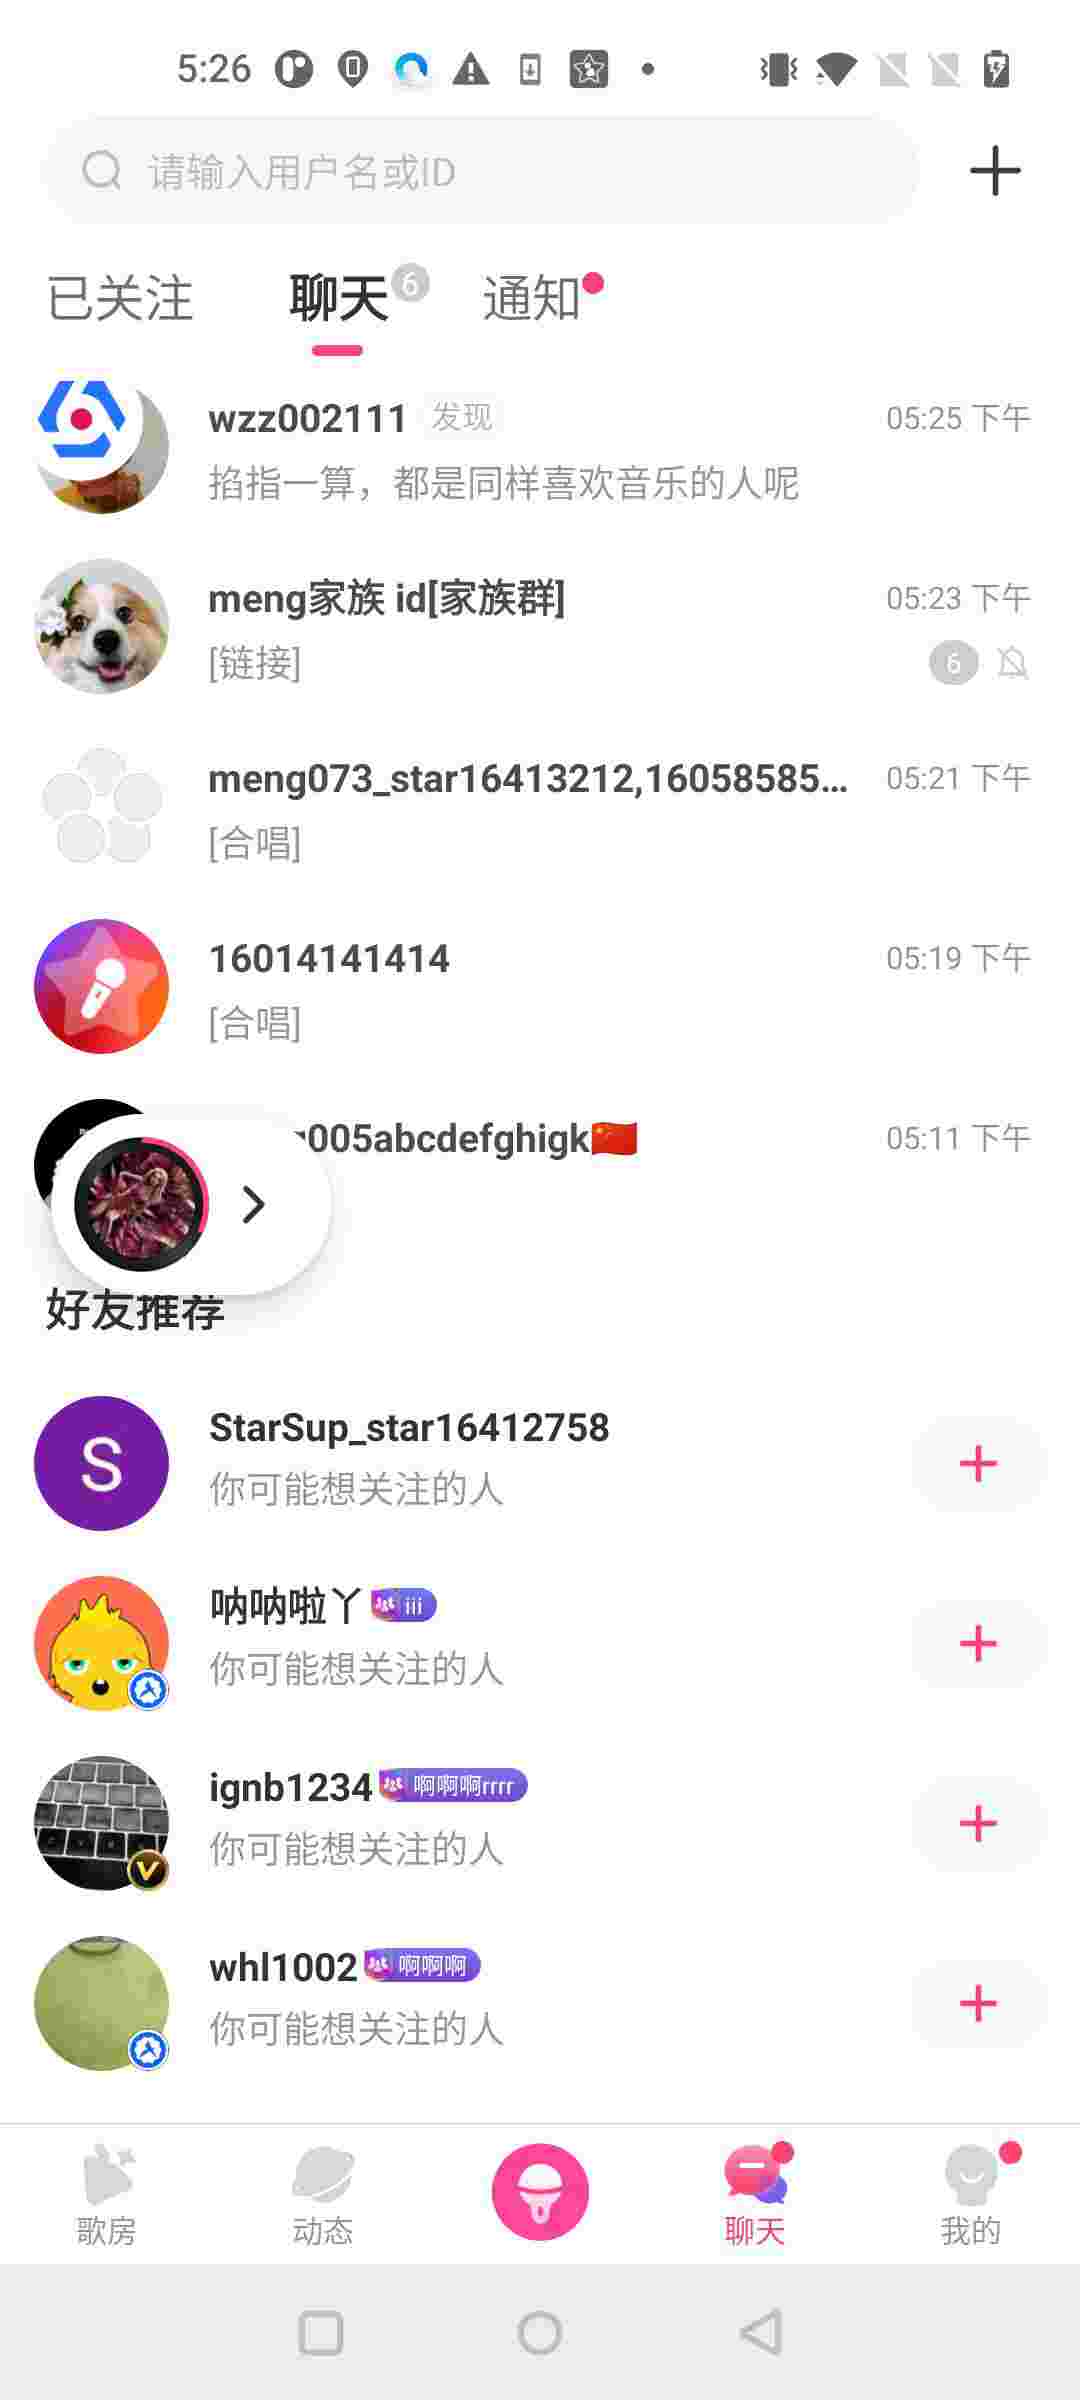 5:26
请输入用户名或ID
已关注
聊天 6
通知
wzz002111 发现 05:25 下午
掐指一算，都是同样喜欢音乐的人呢
meng家族 id[家族群] 05:23 下午
[链接] 6
meng073_star16413212,16058585... 05:21 下午
[合唱]
16014141414 05:19 下午
[合唱]
005abcdefghigk🇨🇳 05:11 下午
好友推荐
S StarSup_star16412758
你可能想关注的人
呐呐啦丫 iii
你可能想关注的人
ignb1234 啊啊啊rrrr
你可能想关注的人
whl1002 啊啊啊
你可能想关注的人
歌房
动态
聊天
我的